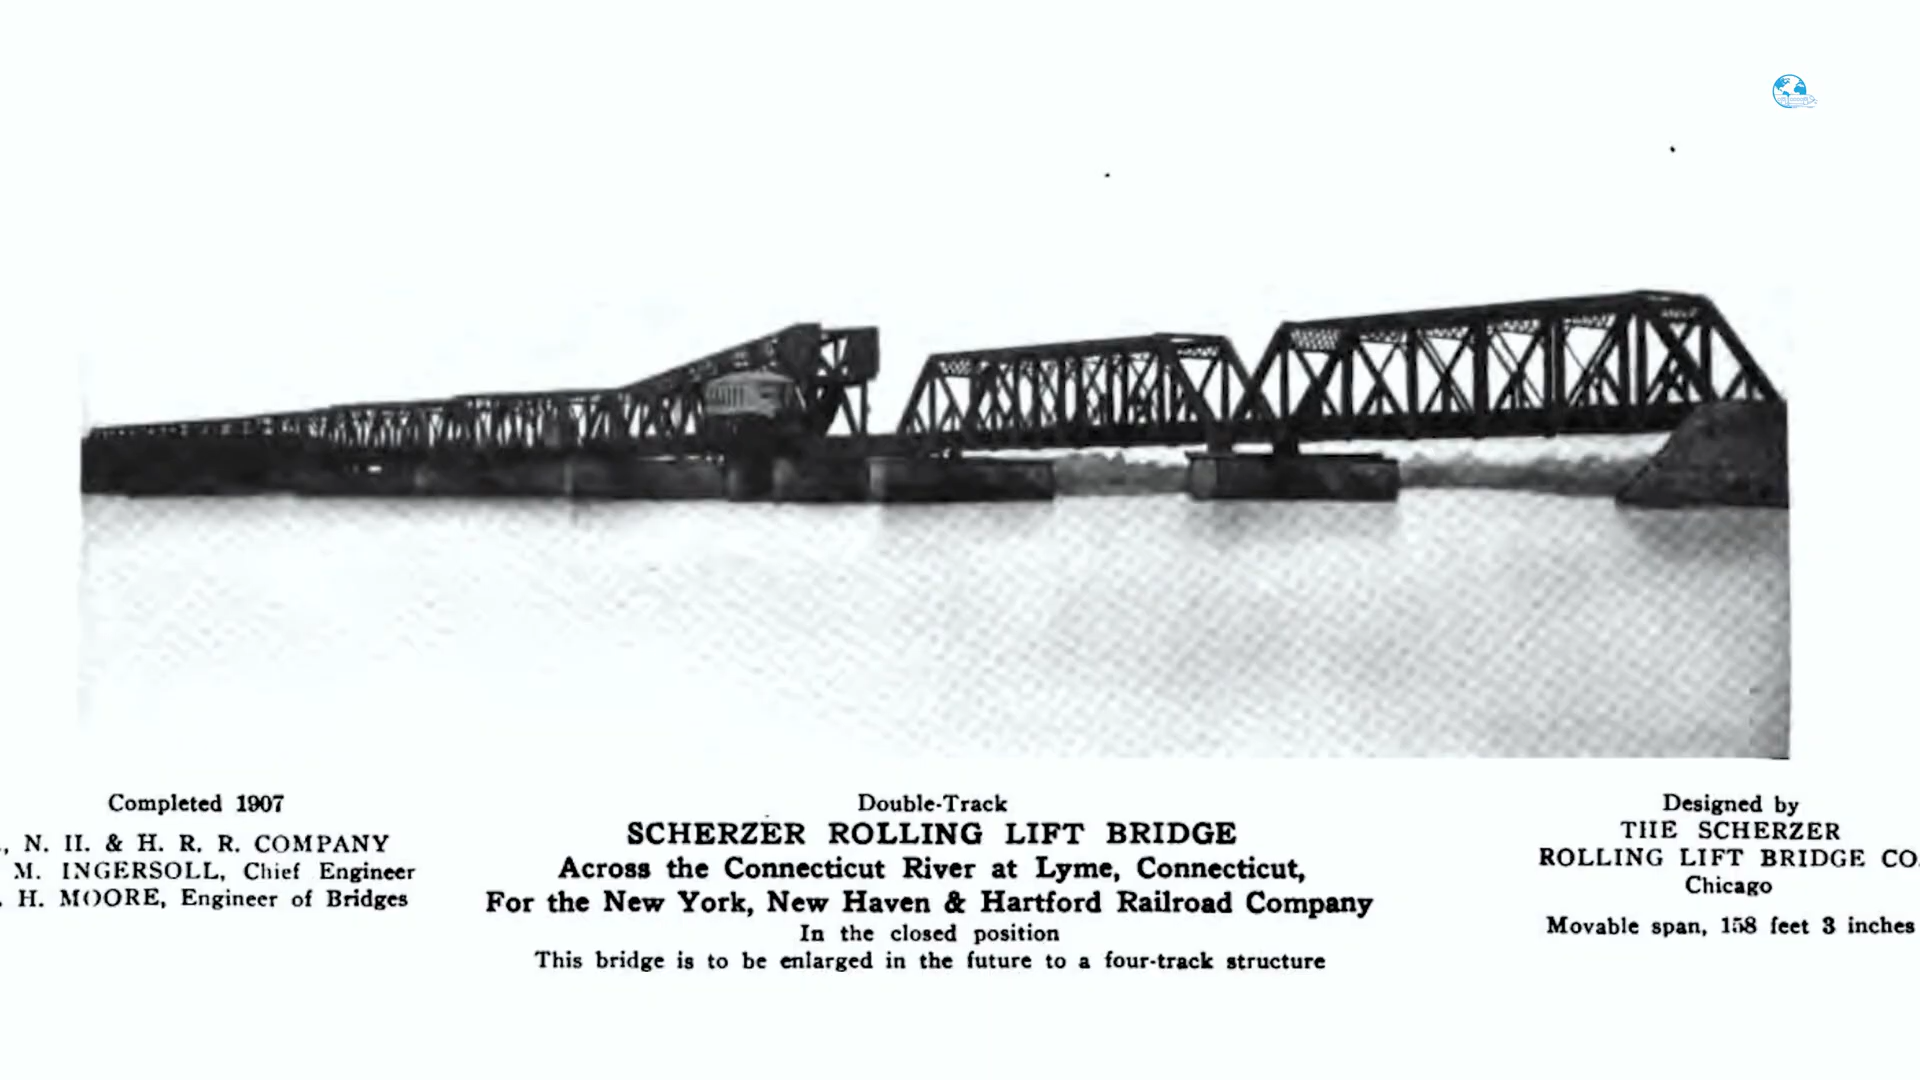 Completed 1907
, N. H. & H. R. R. COMPANY
M. INGERSOLL, Chief Engineer
. H. MOORE, Engineer of Bridges
Double-Track
SCHERZER ROLLING LIFT BRIDGE
Across the Connecticut River at Lyme, Connecticut,
For the New York, New Haven & Hartford Railroad Company
In the closed position
This bridge is to be enlarged in the future to a four-track structure
Designed by
THE SCHERZER
ROLLING LIFT BRIDGE CO.
Chicago
Movable span, 158 feet 3 inches